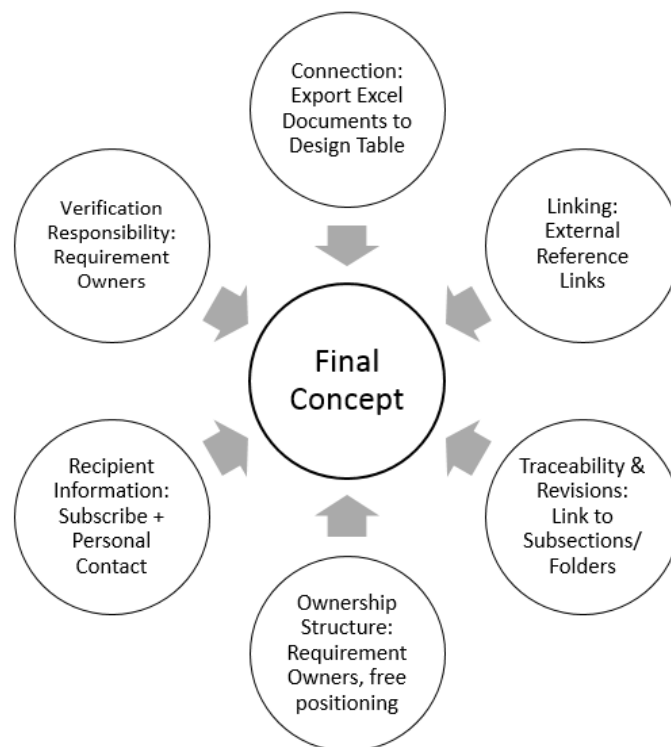 Connection:
Export Excel
Documents to
Design Table
Verification
Responsibility:
Requirement
Owners
Linking:
External
Reference
Links
Final
Concept
Recipient
Information:
Subscribe +
Personal
Contact
Traceability &
Revisions:
Link to
Subsections/
Folders
Ownership
Structure:
Requirement
Owners, free
positioning